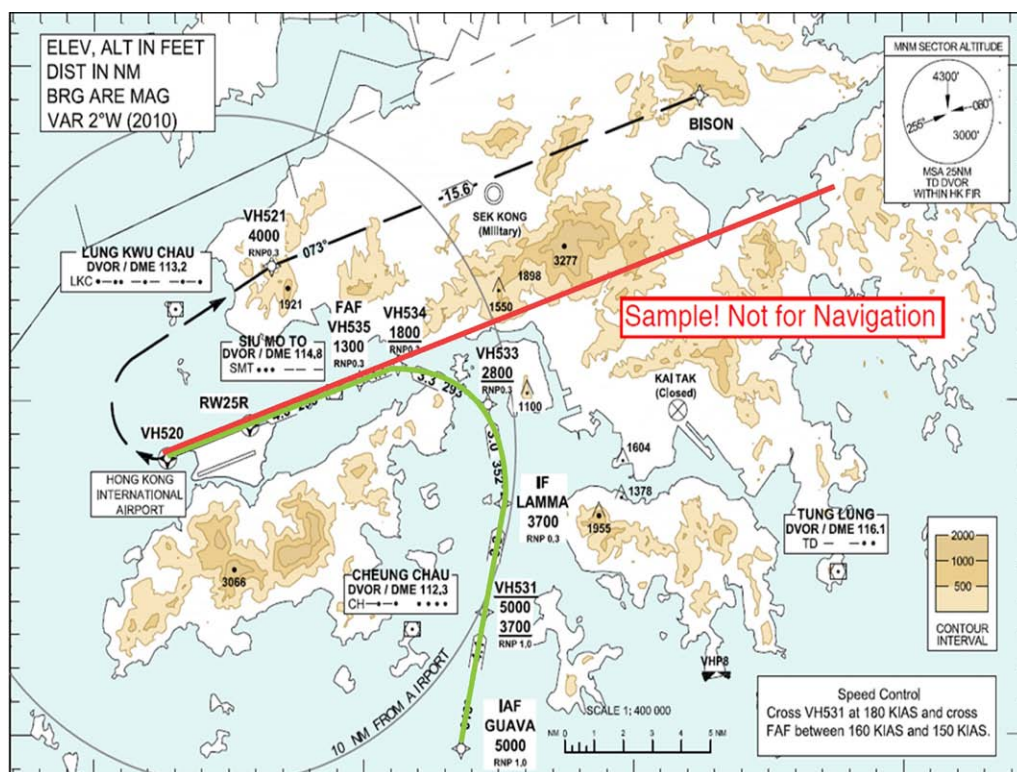 ELEV, ALT IN FEET
DIST IN NM
BRG ARE MAG
VAR 2°W (2010)
MNM SECTOR ALTITUDE
4300'
080°
255°
3000'
MSA 25NM
TD DVOR
WITHIN HK FIR
BISON
15.6
SEK KONG
(Military)
073°
VH521
4000
RNP0.3
LUNG KWU CHAU
DVOR / DME 113,2
LKC
1921
3277
1898
1550
FAF
VH535
1300
RNP0.3
VH534
1800
RNP0.3
SIU MO TO
DVOR / DME 114,8
SMT
Sample! Not for Navigation
VH533
2800
RNP0.3
1100
KAI TAK
(Closed)
3.3 293
RW25R
VH520
HONG KONG
INTERNATIONAL
AIRPORT
352
1604
1378
IF
LAMMA
3700
RNP 0.3
1955
TUNG LUNG
DVOR / DME 116.1
TD
3066
CHEUNG CHAU
DVOR / DME 112,3
CH
VH531
5000
3700
RNP 1,0
2000
1000
500
CONTOUR
INTERVAL
VHP8
10 NM FROM AIRPORT
IAF
GUAVA
5000
RNP 1,0
SCALE 1: 400 000
NM 0 1 2 3 4 5 NM
Speed Control
Cross VH531 at 180 KIAS and cross
FAF between 160 KIAS and 150 KIAS.